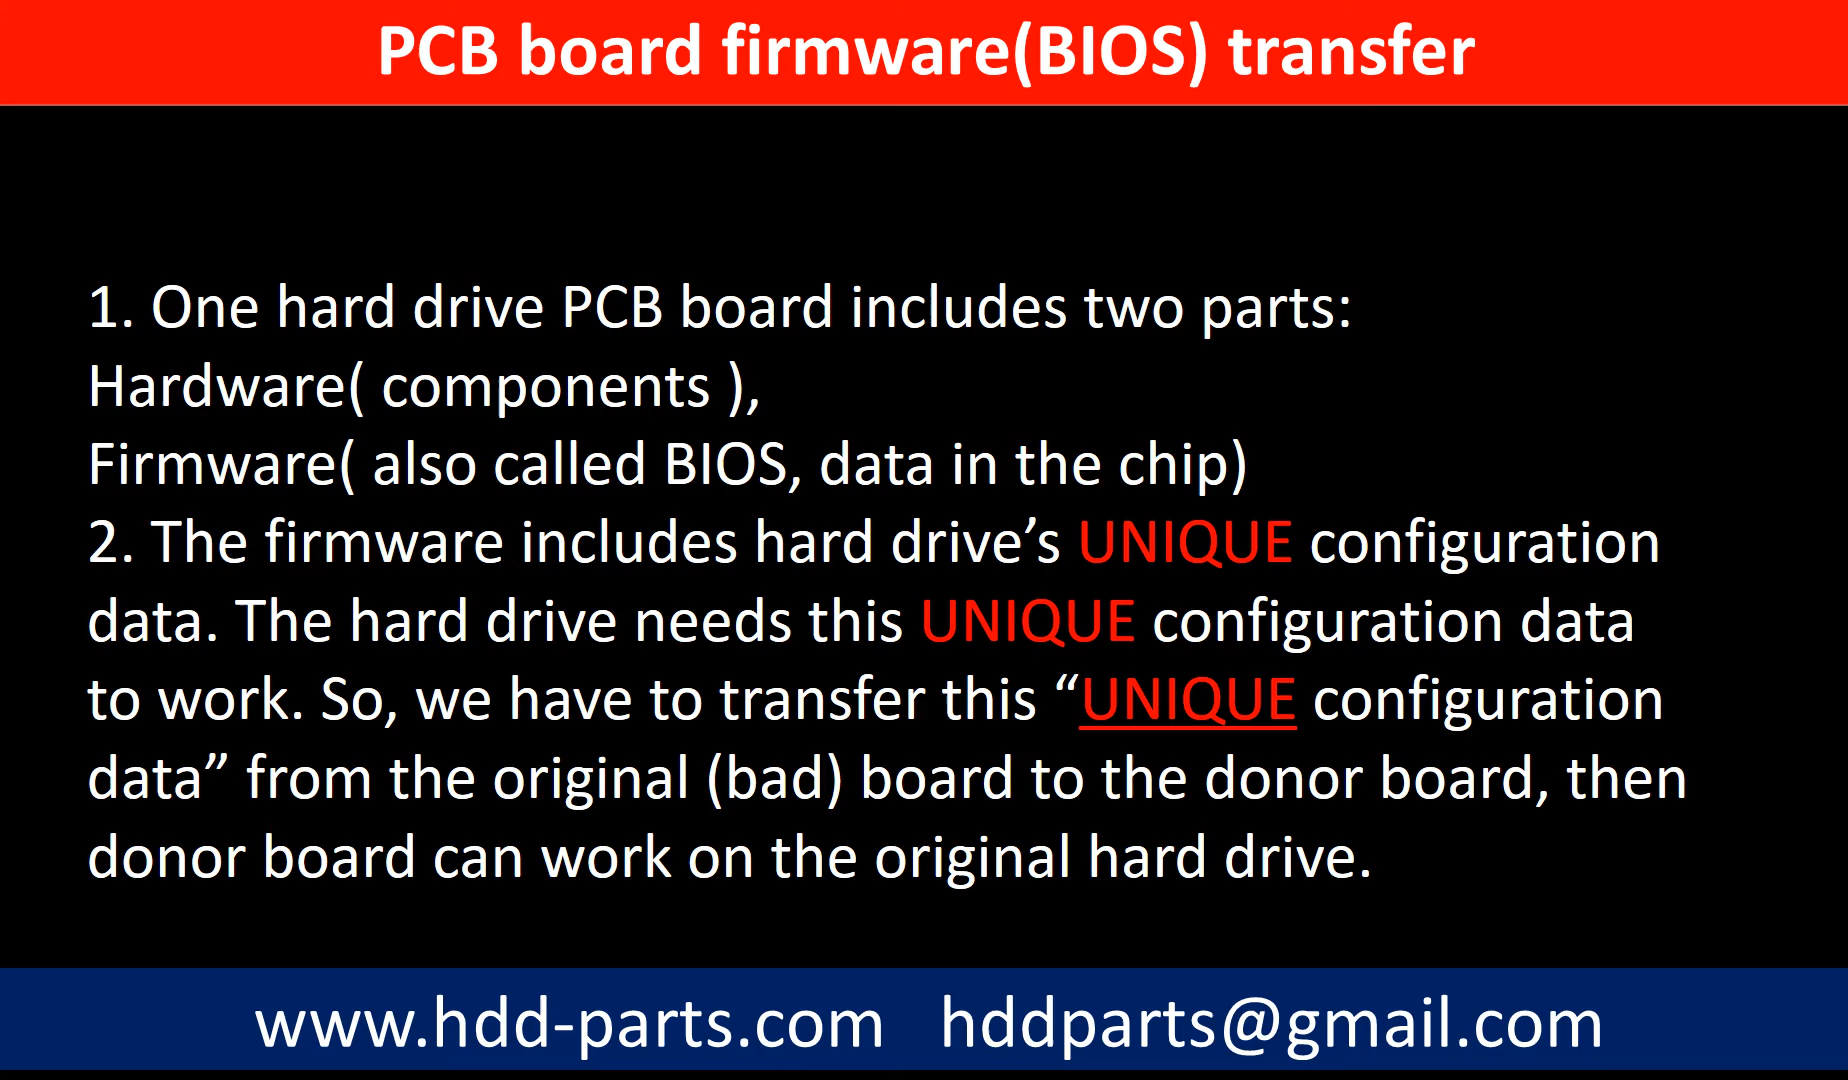 PCB board firmware(BIOS) transfer
1. One hard drive PCB board includes two parts:
Hardware( components ),
Firmware( also called BIOS, data in the chip)
2. The firmware includes hard drive’s UNIQUE configuration
data. The hard drive needs this UNIQUE configuration data
to work. So, we have to transfer this “UNIQUE configuration
data” from the original (bad) board to the donor board, then
donor board can work on the original hard drive.
www.hdd-parts.com hddparts@gmail.com